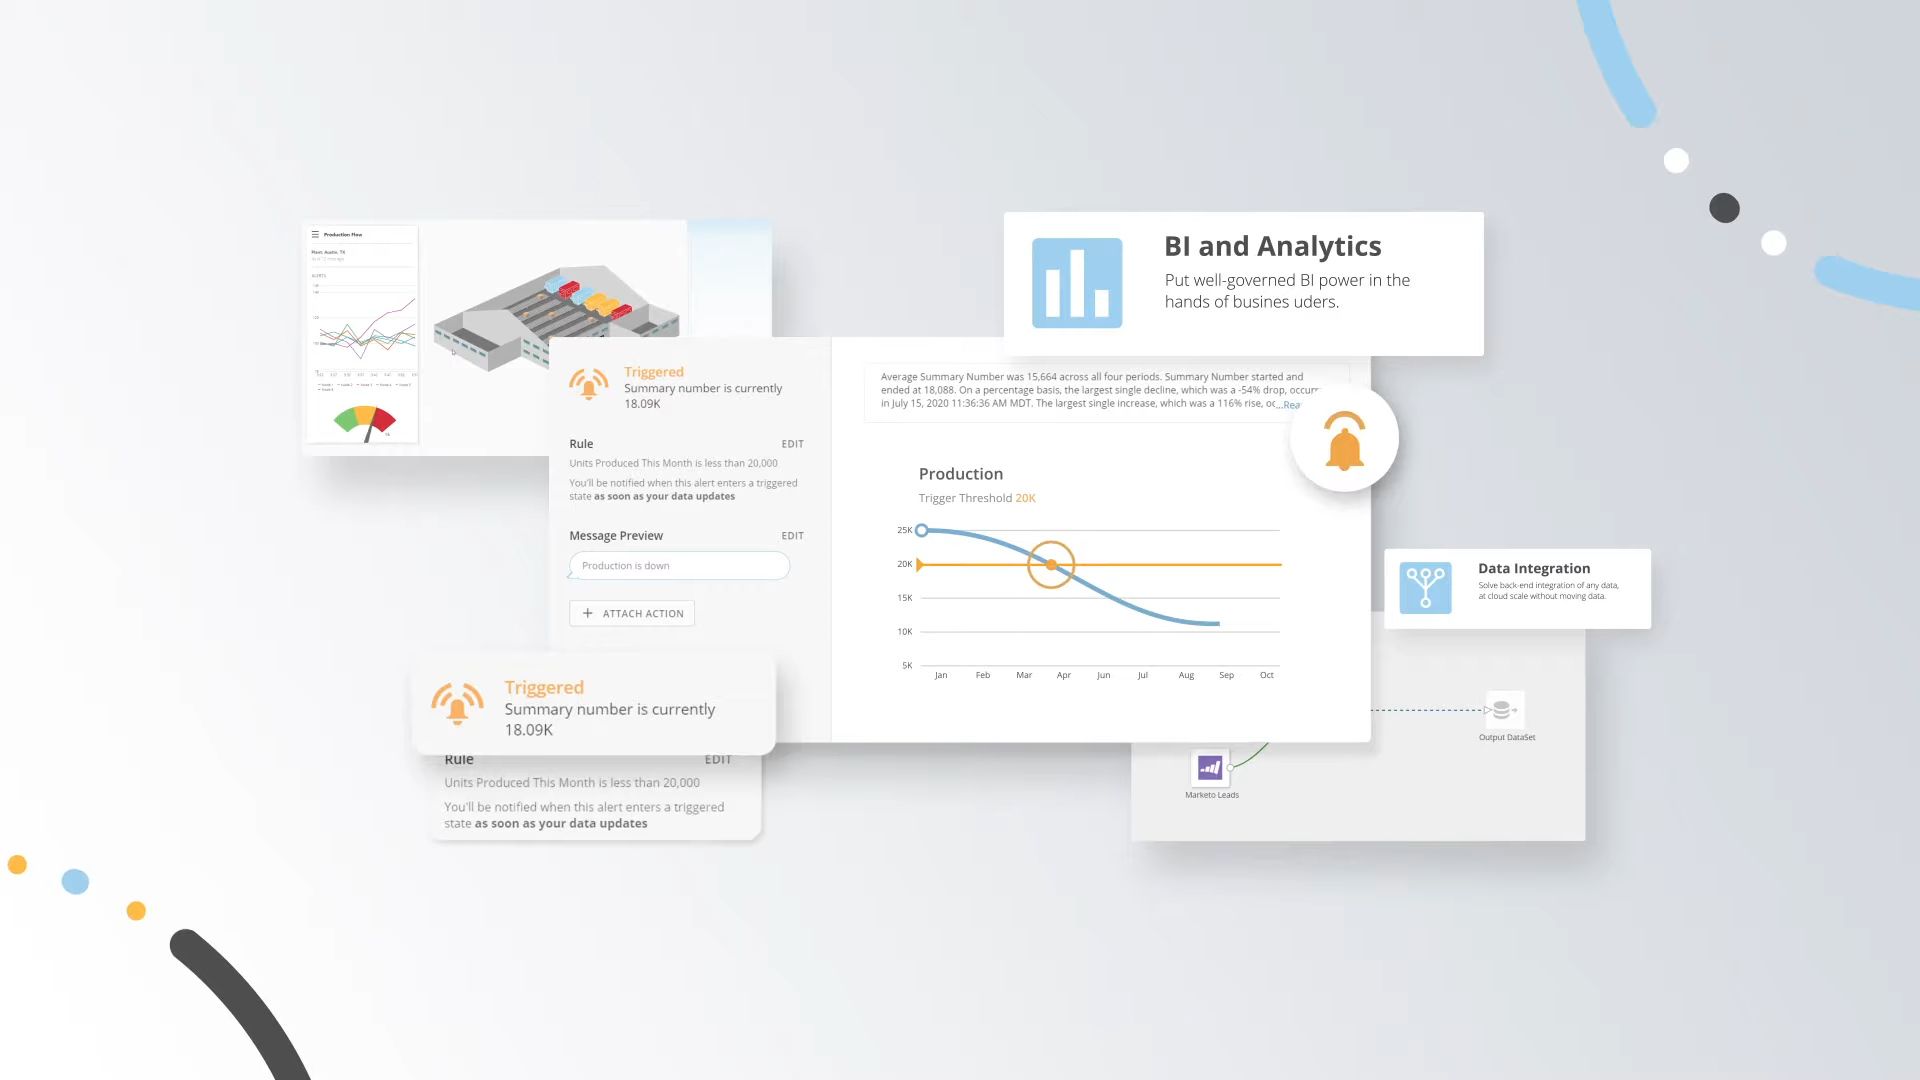 Production Flow
Plant: Austin, TX
ALERTS
BI and Analytics
Put well-governed BI power in the
hands of busines uders.
Triggered
Summary number is currently
18.09K
Rule EDIT
Units Produced This Month is less than 20,000
You'll be notified when this alert enters a triggered
state as soon as your data updates
Message Preview EDIT
Production is down
+ ATTACH ACTION
Average Summary Number was 15,664 across all four periods. Summary Number started and
ended at 18,088. On a percentage basis, the largest single decline, which was a -54% drop, occurr
in July 15, 2020 11:36:36 AM MDT. The largest single increase, which was a 116% rise, oc...Rea
Production
Trigger Threshold 20K
25K
20K
15K
10K
5K
Jan Feb Mar Apr Jun Jul Aug Sep Oct
Data Integration
Solve back-end integration of any data,
at cloud scale without moving data.
Output DataSet
Marketo Leads
Triggered
Summary number is currently
18.09K
Rule EDIT
Units Produced This Month is less than 20,000
You'll be notified when this alert enters a triggered
state as soon as your data updates